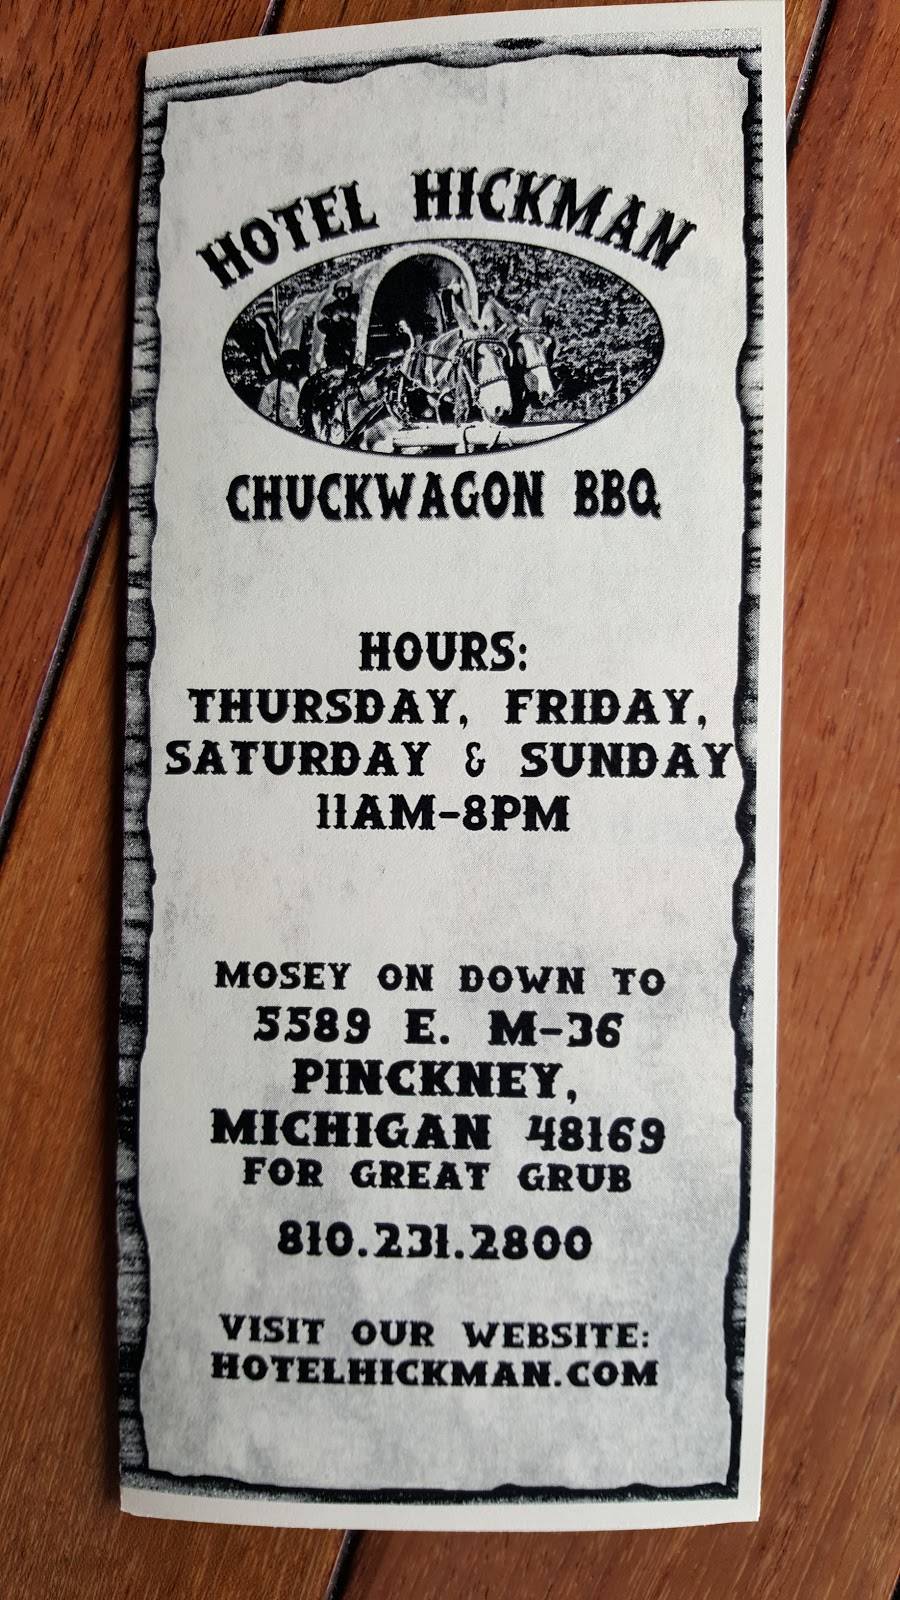 HOTEL HICKMAN
CHUCKWAGON BBQ
HOURS:
THURSDAY, FRIDAY,
SATURDAY & SUNDAY
11AM-8PM
MOSEY ON DOWN TO
5589 E. M-36
PINCKNEY,
MICHIGAN 48169
FOR GREAT GRUB
810.231.2800
VISIT OUR WEBSITE:
HOTELHICKMAN.COM